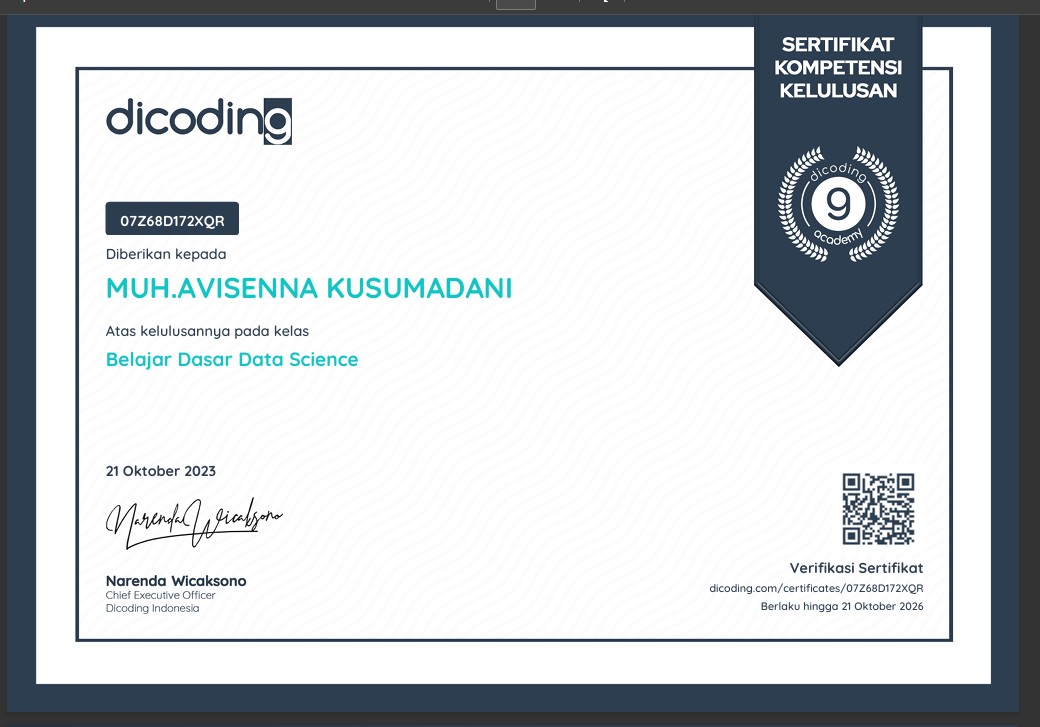 SERTIFIKAT
KOMPETENSI
KELULUSAN
dicoding
dicoding
9
academy
07Z68D172XQR
Diberikan kepada
MUH.AVISENNA KUSUMADANI
Atas kelulusannya pada kelas
Belajar Dasar Data Science
21 Oktober 2023
Narenda Wicaksono
Narenda Wicaksono
Chief Executive Officer
Dicoding Indonesia
Verifikasi Sertifikat
dicoding.com/certificates/07Z68D172XQR
Berlaku hingga 21 Oktober 2026